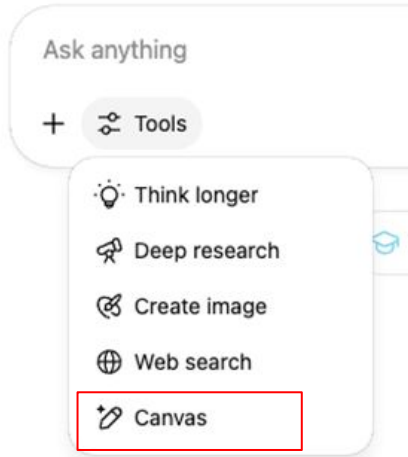 Ask anything
Tools
Think longer
Deep research
Create image
Web search
Canvas